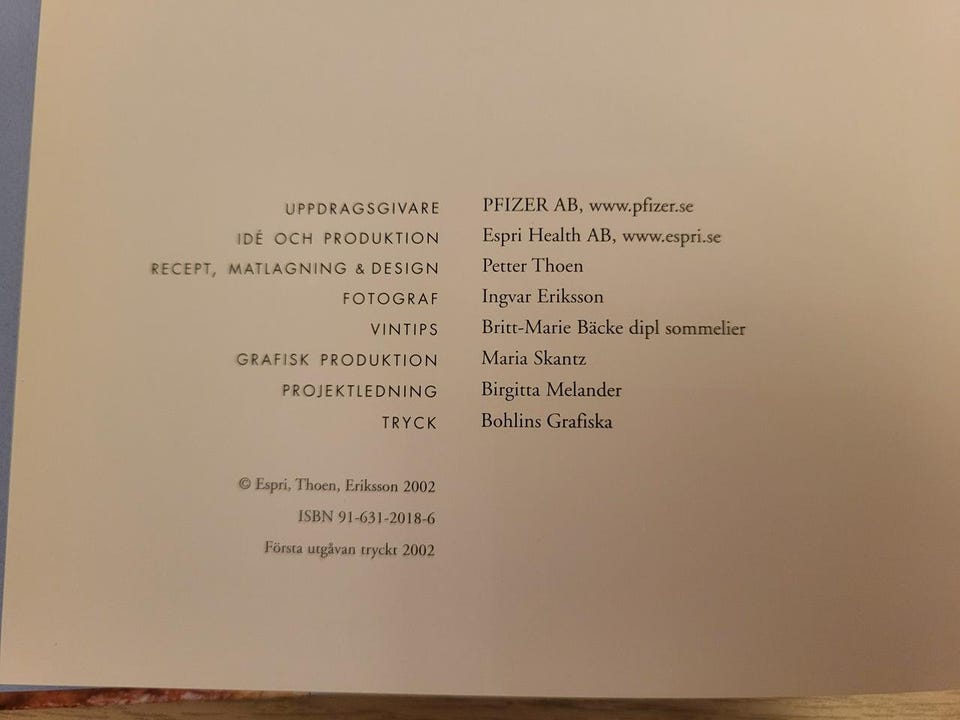 UPPDRAGSGIVARE PFIZER AB, www.pfizer.se
IDÉ OCH PRODUKTION Espri Health AB, www.espri.se
RECEPT, MATLAGNING & DESIGN Petter Thoen
FOTOGRAF Ingvar Eriksson
VINTIPS Britt-Marie Bäcke dipl sommelier
GRAFISK PRODUKTION Maria Skantz
PROJEKTLEDNING Birgitta Melander
TRYCK Bohlins Grafiska
© Espri, Thoen, Eriksson 2002
ISBN 91-631-2018-6
Första utgåvan tryckt 2002